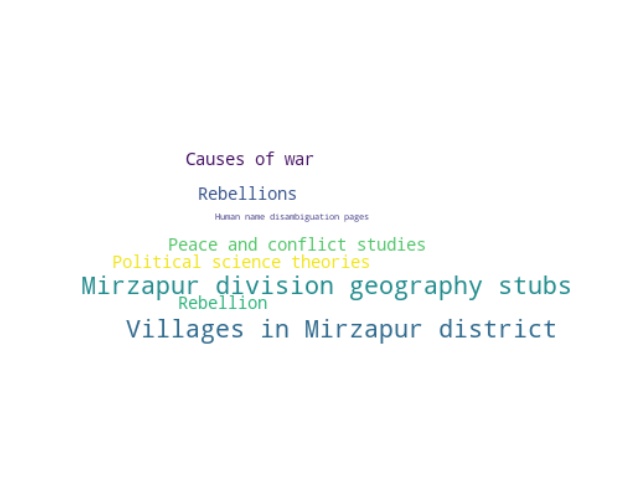 Causes of war
Rebellions
Human name disambiguation pages
Peace and conflict studies
Political science theories
Mirzapur division geography stubs
Rebellion
Villages in Mirzapur district